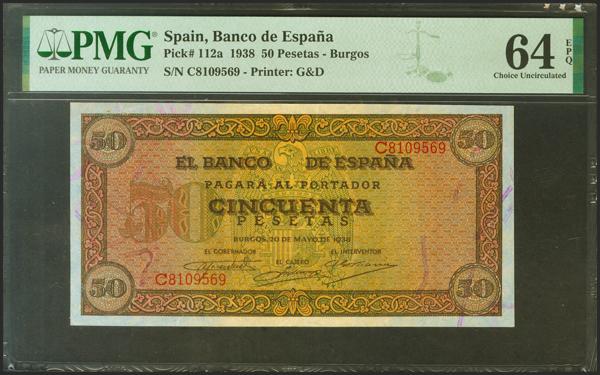 PMG
PAPER MONEY GUARANTY
Spain, Banco de España
Pick# 112a 1938 50 Pesetas - Burgos
S/N C8109569 - Printer: G&D
64 EPQ
Choice Uncirculated
50
50
C8109569
EL BANCO DE ESPAÑA
PAGARÁ AL PORTADOR
50
CINCUENTA
PESETAS
BURGOS, 20 DE MAYO DE 1938
EL GOBERNADOR
EL INTERVENTOR
EL CAJERO
C8109569
50
50